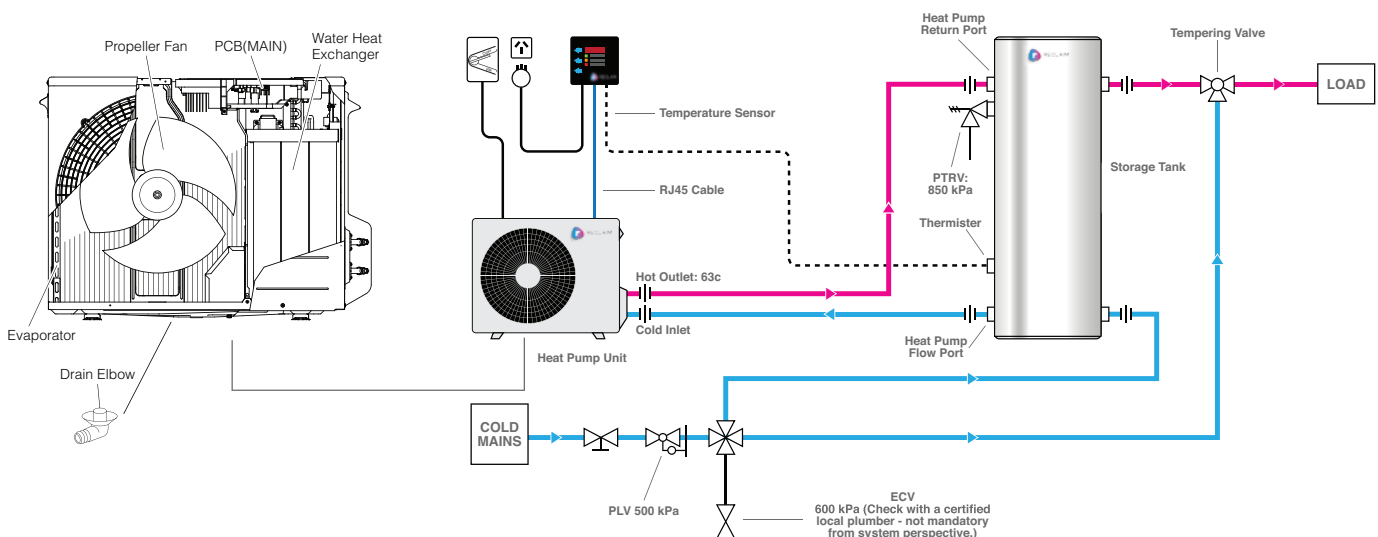 Propeller Fan
PCB(MAIN)
Water Heat
Exchanger
Evaporator
Drain Elbow
Temperature Sensor
RJ45 Cable
RECLAIM
Hot Outlet: 63c
Cold Inlet
Heat Pump Unit
COLD
MAINS
PLV 500 kPa
ECV
600 kPa (Check with a certified
local plumber - not mandatory
from system perspective.)
Heat Pump
Return Port
RECLAIM
PTRV:
850 kPa
Thermister
Heat Pump
Flow Port
Storage Tank
Tempering Valve
LOAD